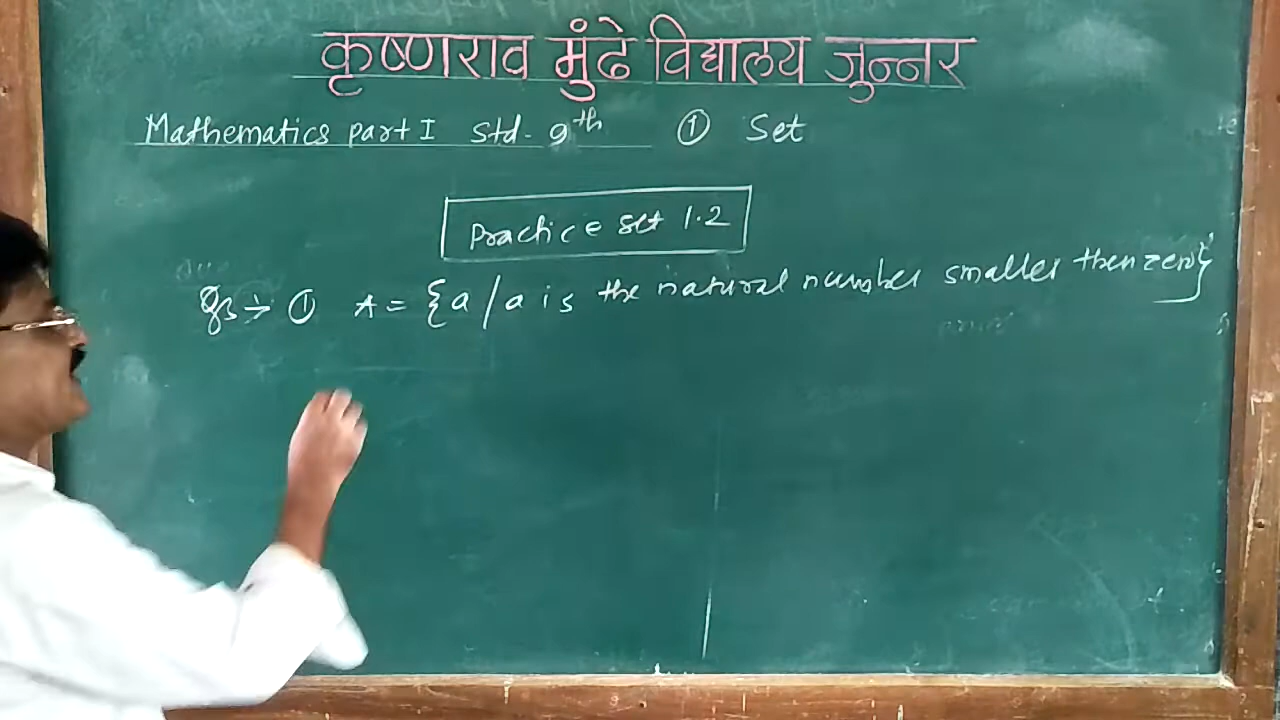 कृष्णराव मुंढे विद्यालय जुन्नर
Mathematics part I Std- 9th ① Set
Practice set 1.2
① A = {a / a is the natural number smaller then zero}